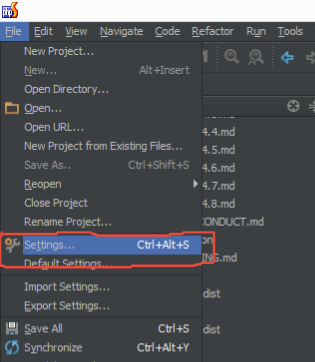 File Edit View Navigate Code Refactor Run Tools
New Project...
New... Alt+Insert
Open Directory...
Open...
Open URL...
New Project from Existing Files...
Save As.. Ctrl+Shift+S
Reopen
Close Project
Rename Project...
Settings... Ctrl+Alt+S
Default Settings...
Import Settings...
Export Settings...
Save All Ctrl+S
Synchronize Ctrl+Alt+Y
4.4.md
4.5.md
4.6.md
4.7.md
4.8.md
CONDUCT.md
on
NG.md
dist
dist